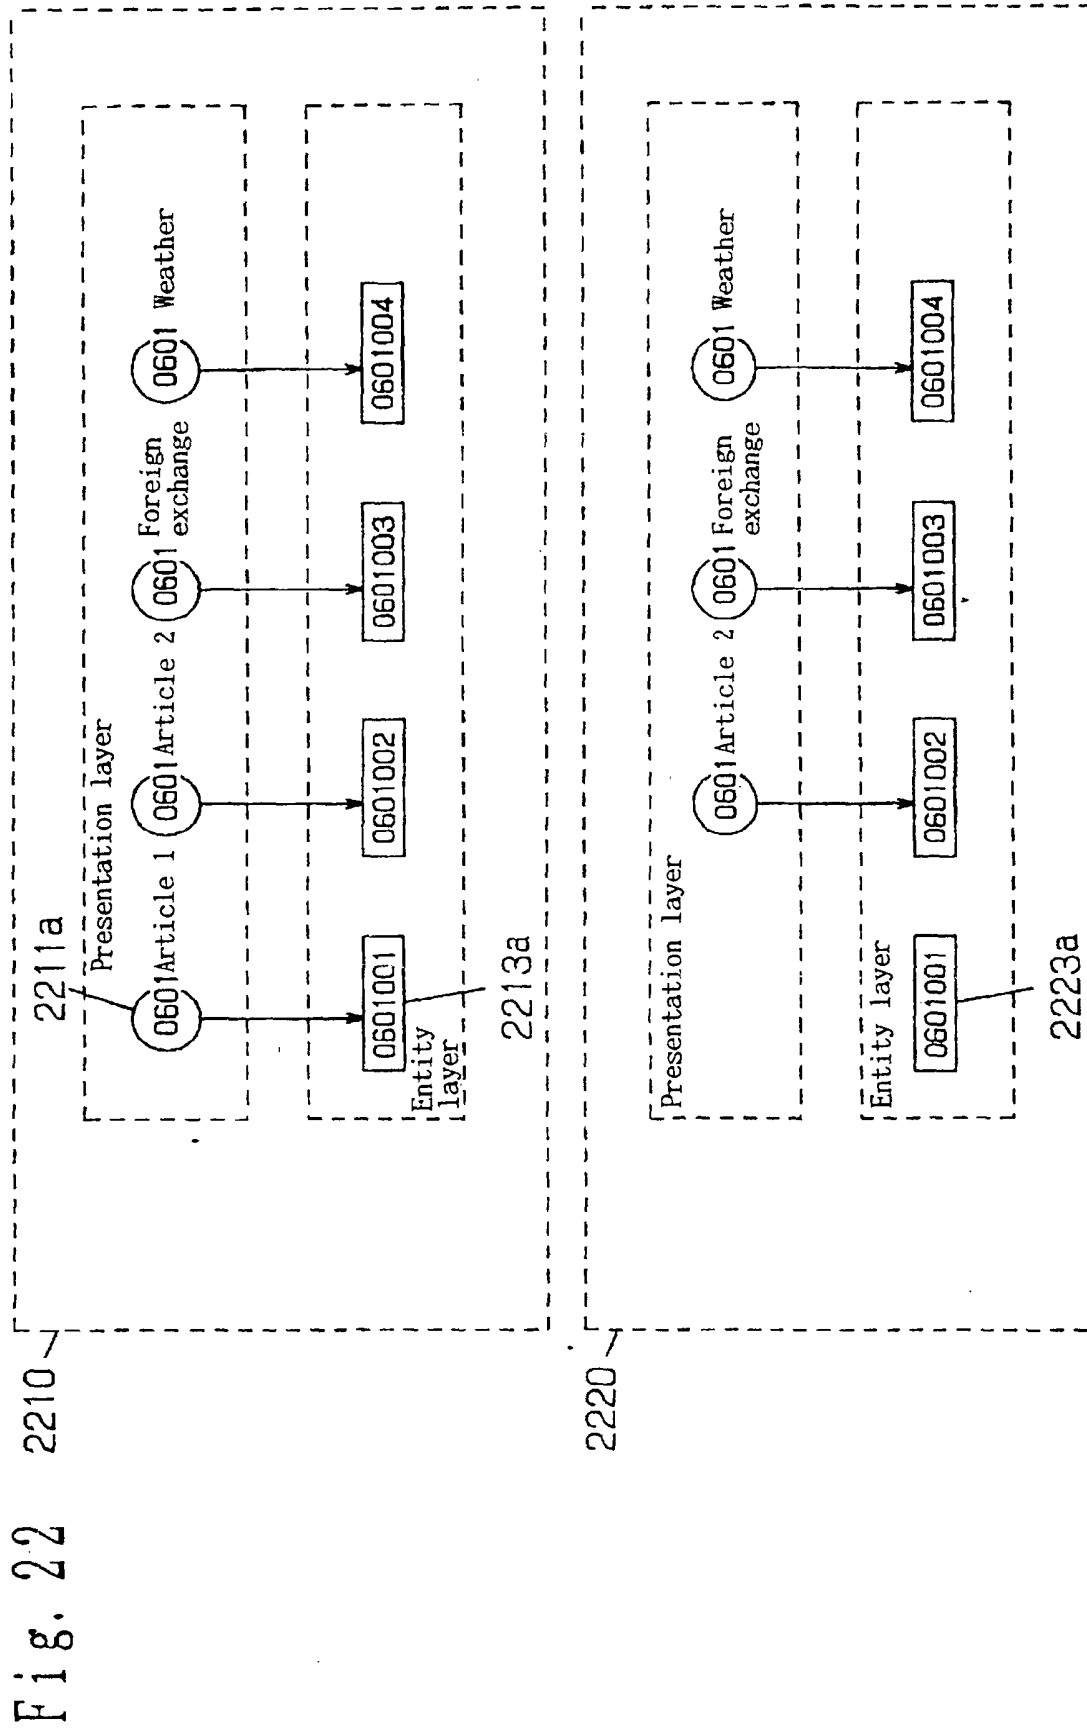 Fig. 22
2210
2211a
Presentation layer
0601 Article 1
0601 Article 2
0601 Foreign
exchange
0601 Weather
0601001
0601002
0601003
0601004
Entity
layer
2213a
2220
Presentation layer
0601 Article 2
0601 Foreign
exchange
0601 Weather
Entity layer
0601001
0601002
0601003
0601004
2223a